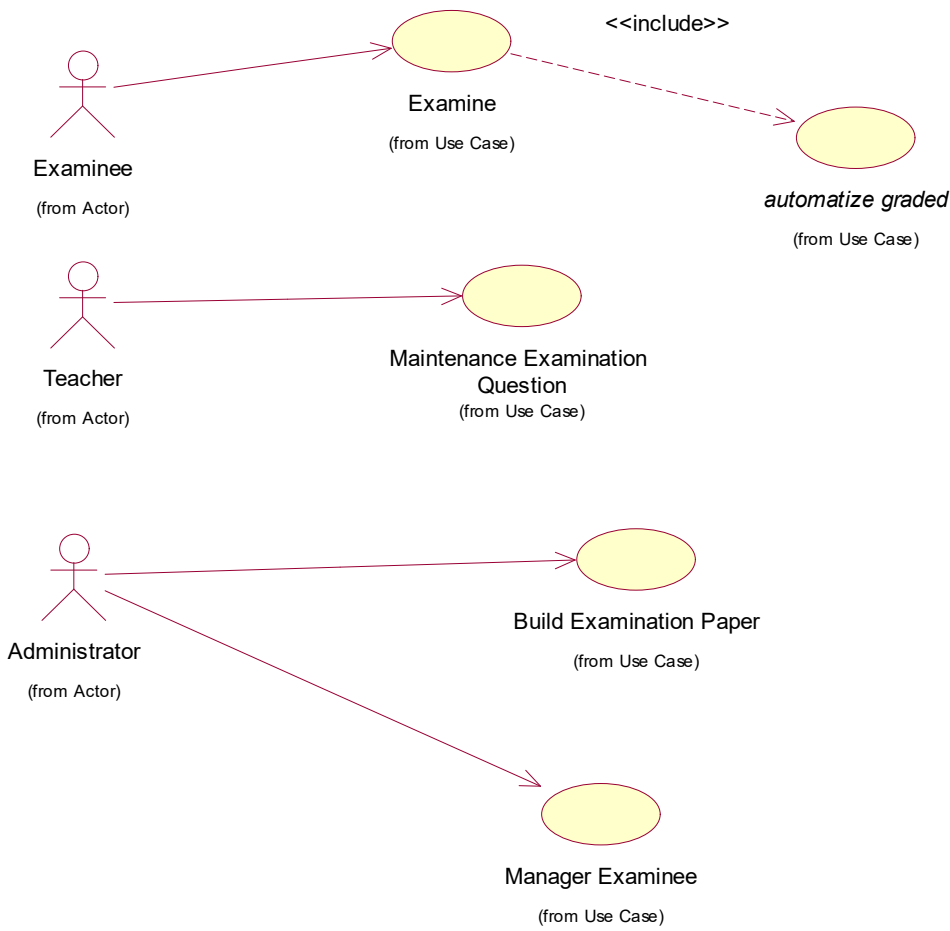 <<include>>
Examine
(from Use Case)
Examinee
(from Actor)
automatize graded
(from Use Case)
Teacher
(from Actor)
Maintenance Examination
Question
(from Use Case)
Administrator
(from Actor)
Build Examination Paper
(from Use Case)
Manager Examinee
(from Use Case)